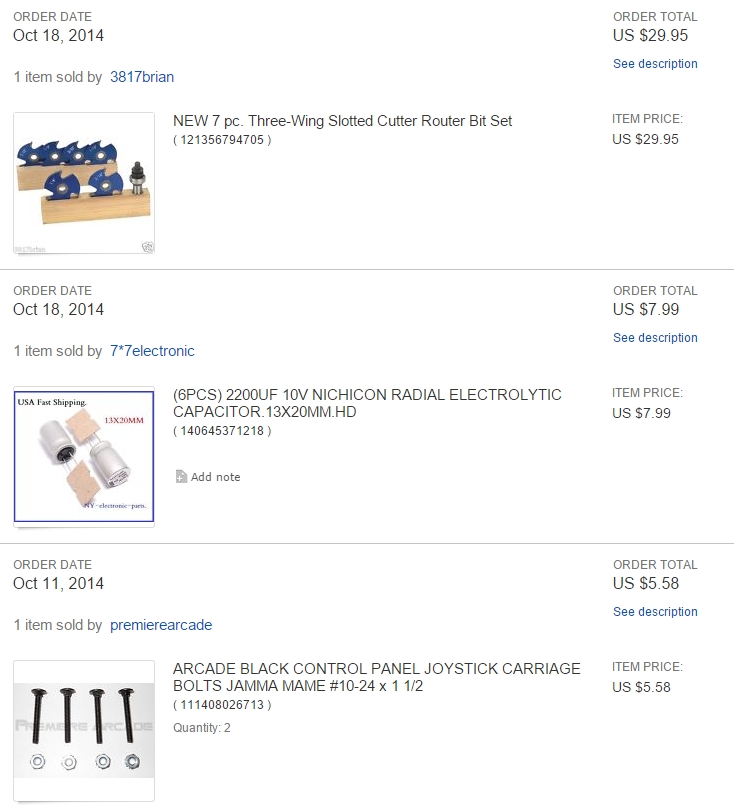 ORDER DATE
ORDER TOTAL
Oct 18, 2014
US $29.95
See description
1 item sold by 3817brian
NEW 7 pc. Three-Wing Slotted Cutter Router Bit Set
( 121356794705 )
ITEM PRICE:
US $29.95
3817brian
ORDER DATE
ORDER TOTAL
Oct 18, 2014
US $7.99
See description
1 item sold by 7*7electronic
(6PCS) 2200UF 10V NICHICON RADIAL ELECTROLYTIC
CAPACITOR.13X20MM.HD
( 140645371218 )
ITEM PRICE:
US $7.99
USA Fast Shipping.
13X20MM
NY-electronic-parts.
Add note
ORDER DATE
ORDER TOTAL
Oct 11, 2014
US $5.58
See description
1 item sold by premierearcade
ARCADE BLACK CONTROL PANEL JOYSTICK CARRIAGE
BOLTS JAMMA MAME #10-24 x 1 1/2
( 111408026713 )
Quantity: 2
ITEM PRICE:
US $5.58
PREMIERE ARCADE